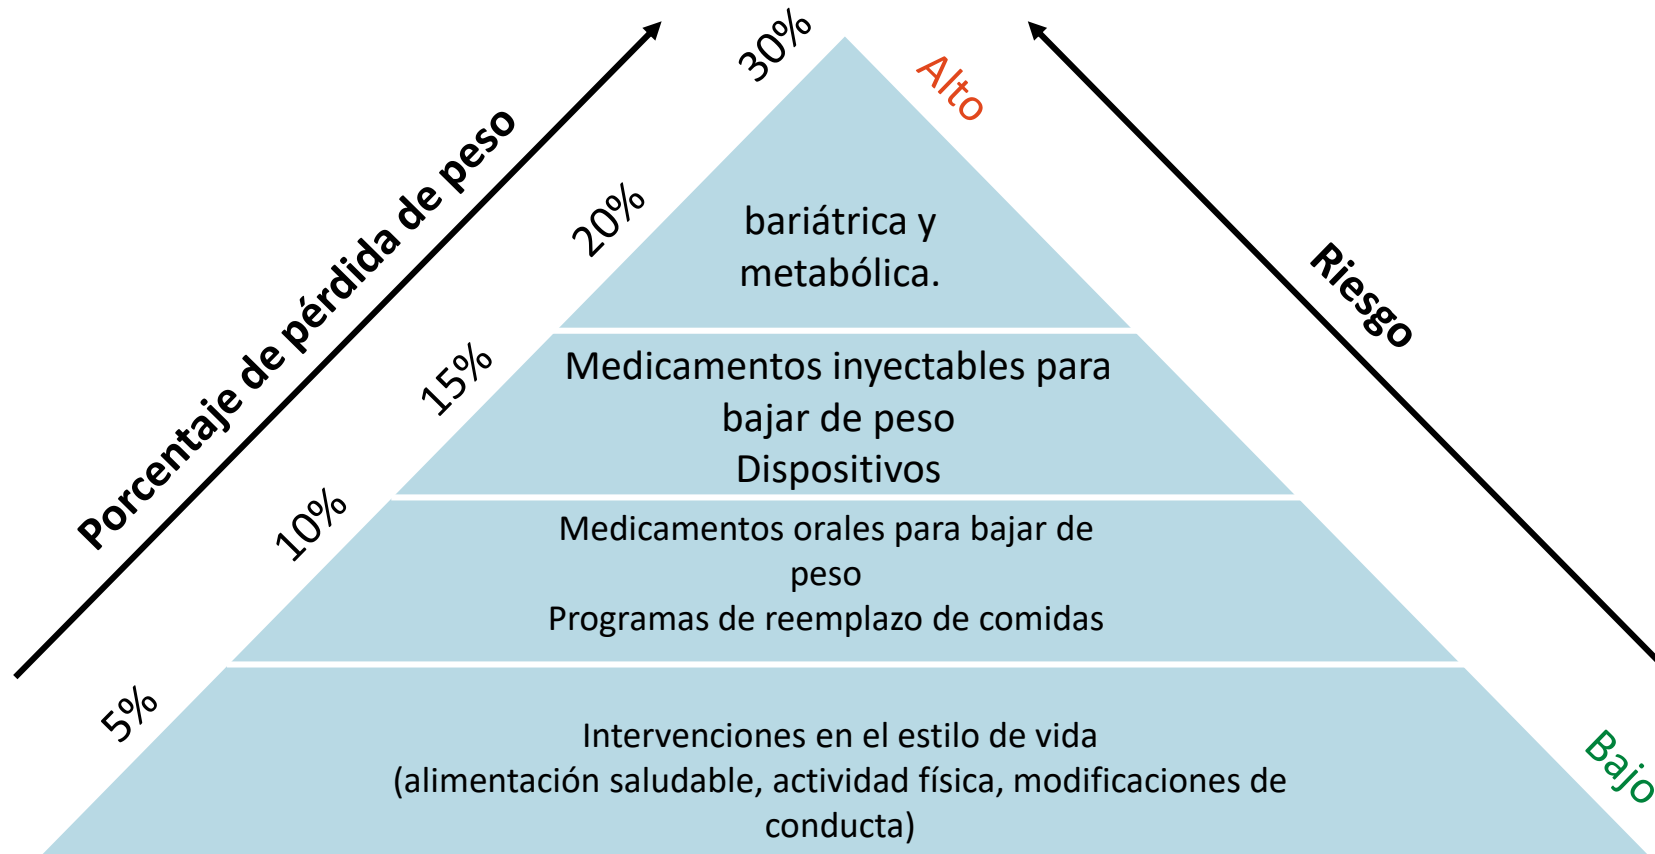 30%
Alto
Porcentaje de pérdida de peso
20%
bariátrica y
metabólica.
Riesgo
15%
Medicamentos inyectables para
bajar de peso
Dispositivos
10%
Medicamentos orales para bajar de
peso
Programas de reemplazo de comidas
5%
Intervenciones en el estilo de vida
(alimentación saludable, actividad física, modificaciones de
conducta)
Bajo